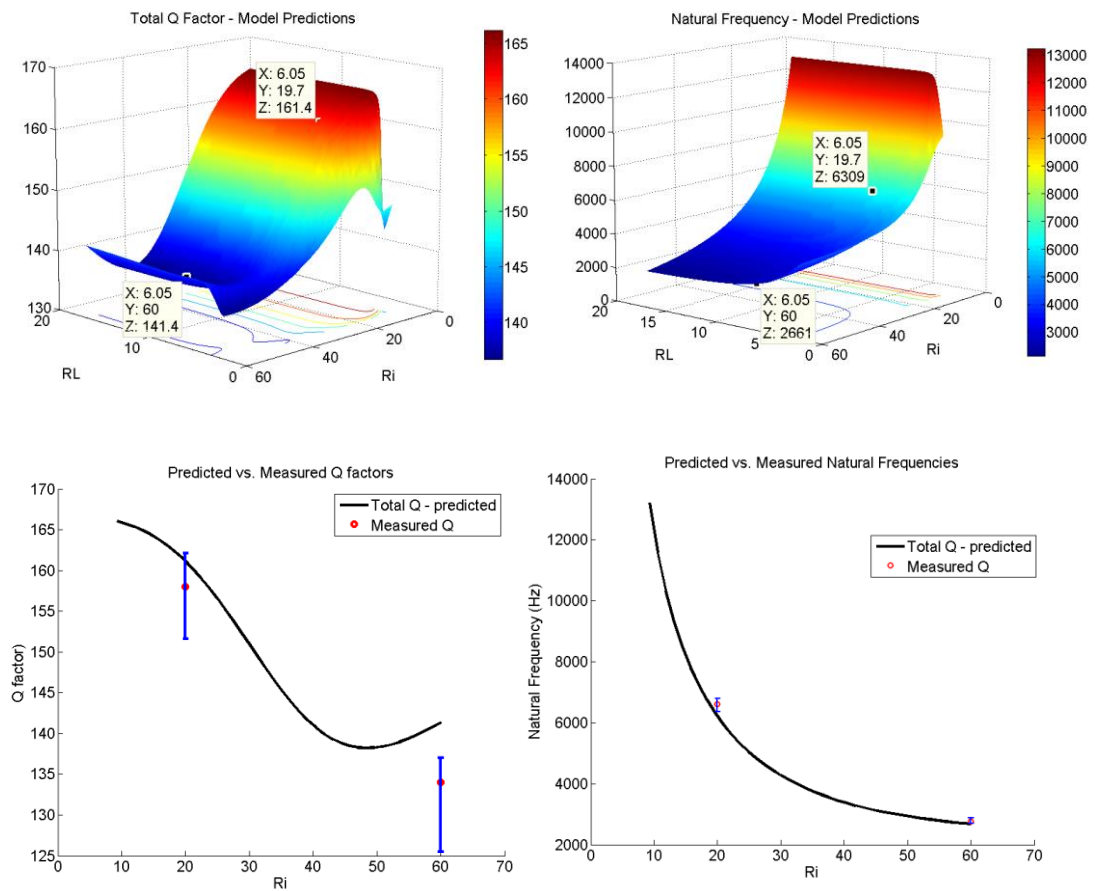 Total Q Factor - Model Predictions
170
160
150
140
130
20
10
0
60
40
20
0
RL
Ri
X: 6.05
Y: 19.7
Z: 161.4
X: 6.05
Y: 60
Z: 141.4
165
160
155
150
145
140
Natural Frequency - Model Predictions
14000
12000
10000
8000
6000
4000
2000
0
20
15
10
5
0
60
40
20
0
RL
Ri
X: 6.05
Y: 19.7
Z: 6309
X: 6.05
Y: 60
Z: 2661
13000
12000
11000
10000
9000
8000
7000
6000
5000
4000
3000
Predicted vs. Measured Q factors
170
165
160
155
150
145
140
135
130
125
Q factor
0
10
20
30
40
50
60
70
Ri
Total Q - predicted
Measured Q
Predicted vs. Measured Natural Frequencies
14000
12000
10000
8000
6000
4000
2000
Natural Frequency (Hz)
0
10
20
30
40
50
60
70
Ri
Total Q - predicted
Measured Q